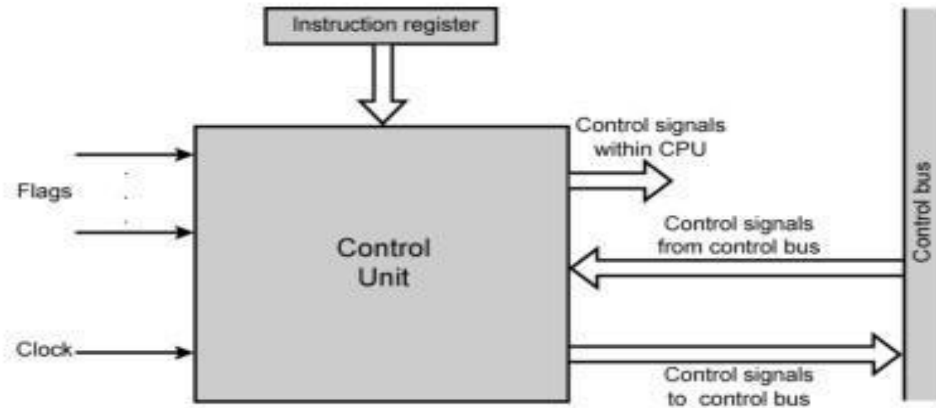 Instruction register
Control signals
within CPU
Flags
Control signals
from control bus
Control
Unit
Control bus
Clock
Control signals
to control bus